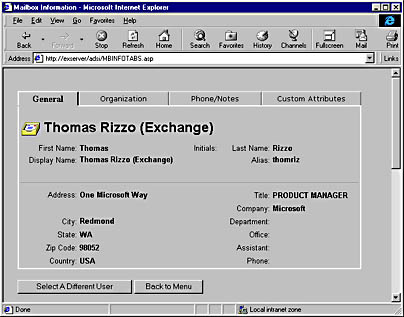 Mailbox Information - Microsoft Internet Explorer
File Edit View Go Favorites Help
Back Forward Stop Refresh Home Search Favorites History Channels Fullscreen Mail Print
Address http://exserver/adsi/MBINFOTABS.asp Links
General Organization Phone/Notes Custom Attributes
Thomas Rizzo (Exchange)
First Name: Thomas Initials: Last Name: Rizzo
Display Name: Thomas Rizzo (Exchange) Alias: thomriz
Address: One Microsoft Way Title: PRODUCT MANAGER
Company: Microsoft
City: Redmond Department:
State: WA Office:
Zip Code: 98052 Assistant:
Country: USA Phone:
Select A Different User Back to Menu
Done Local intranet zone